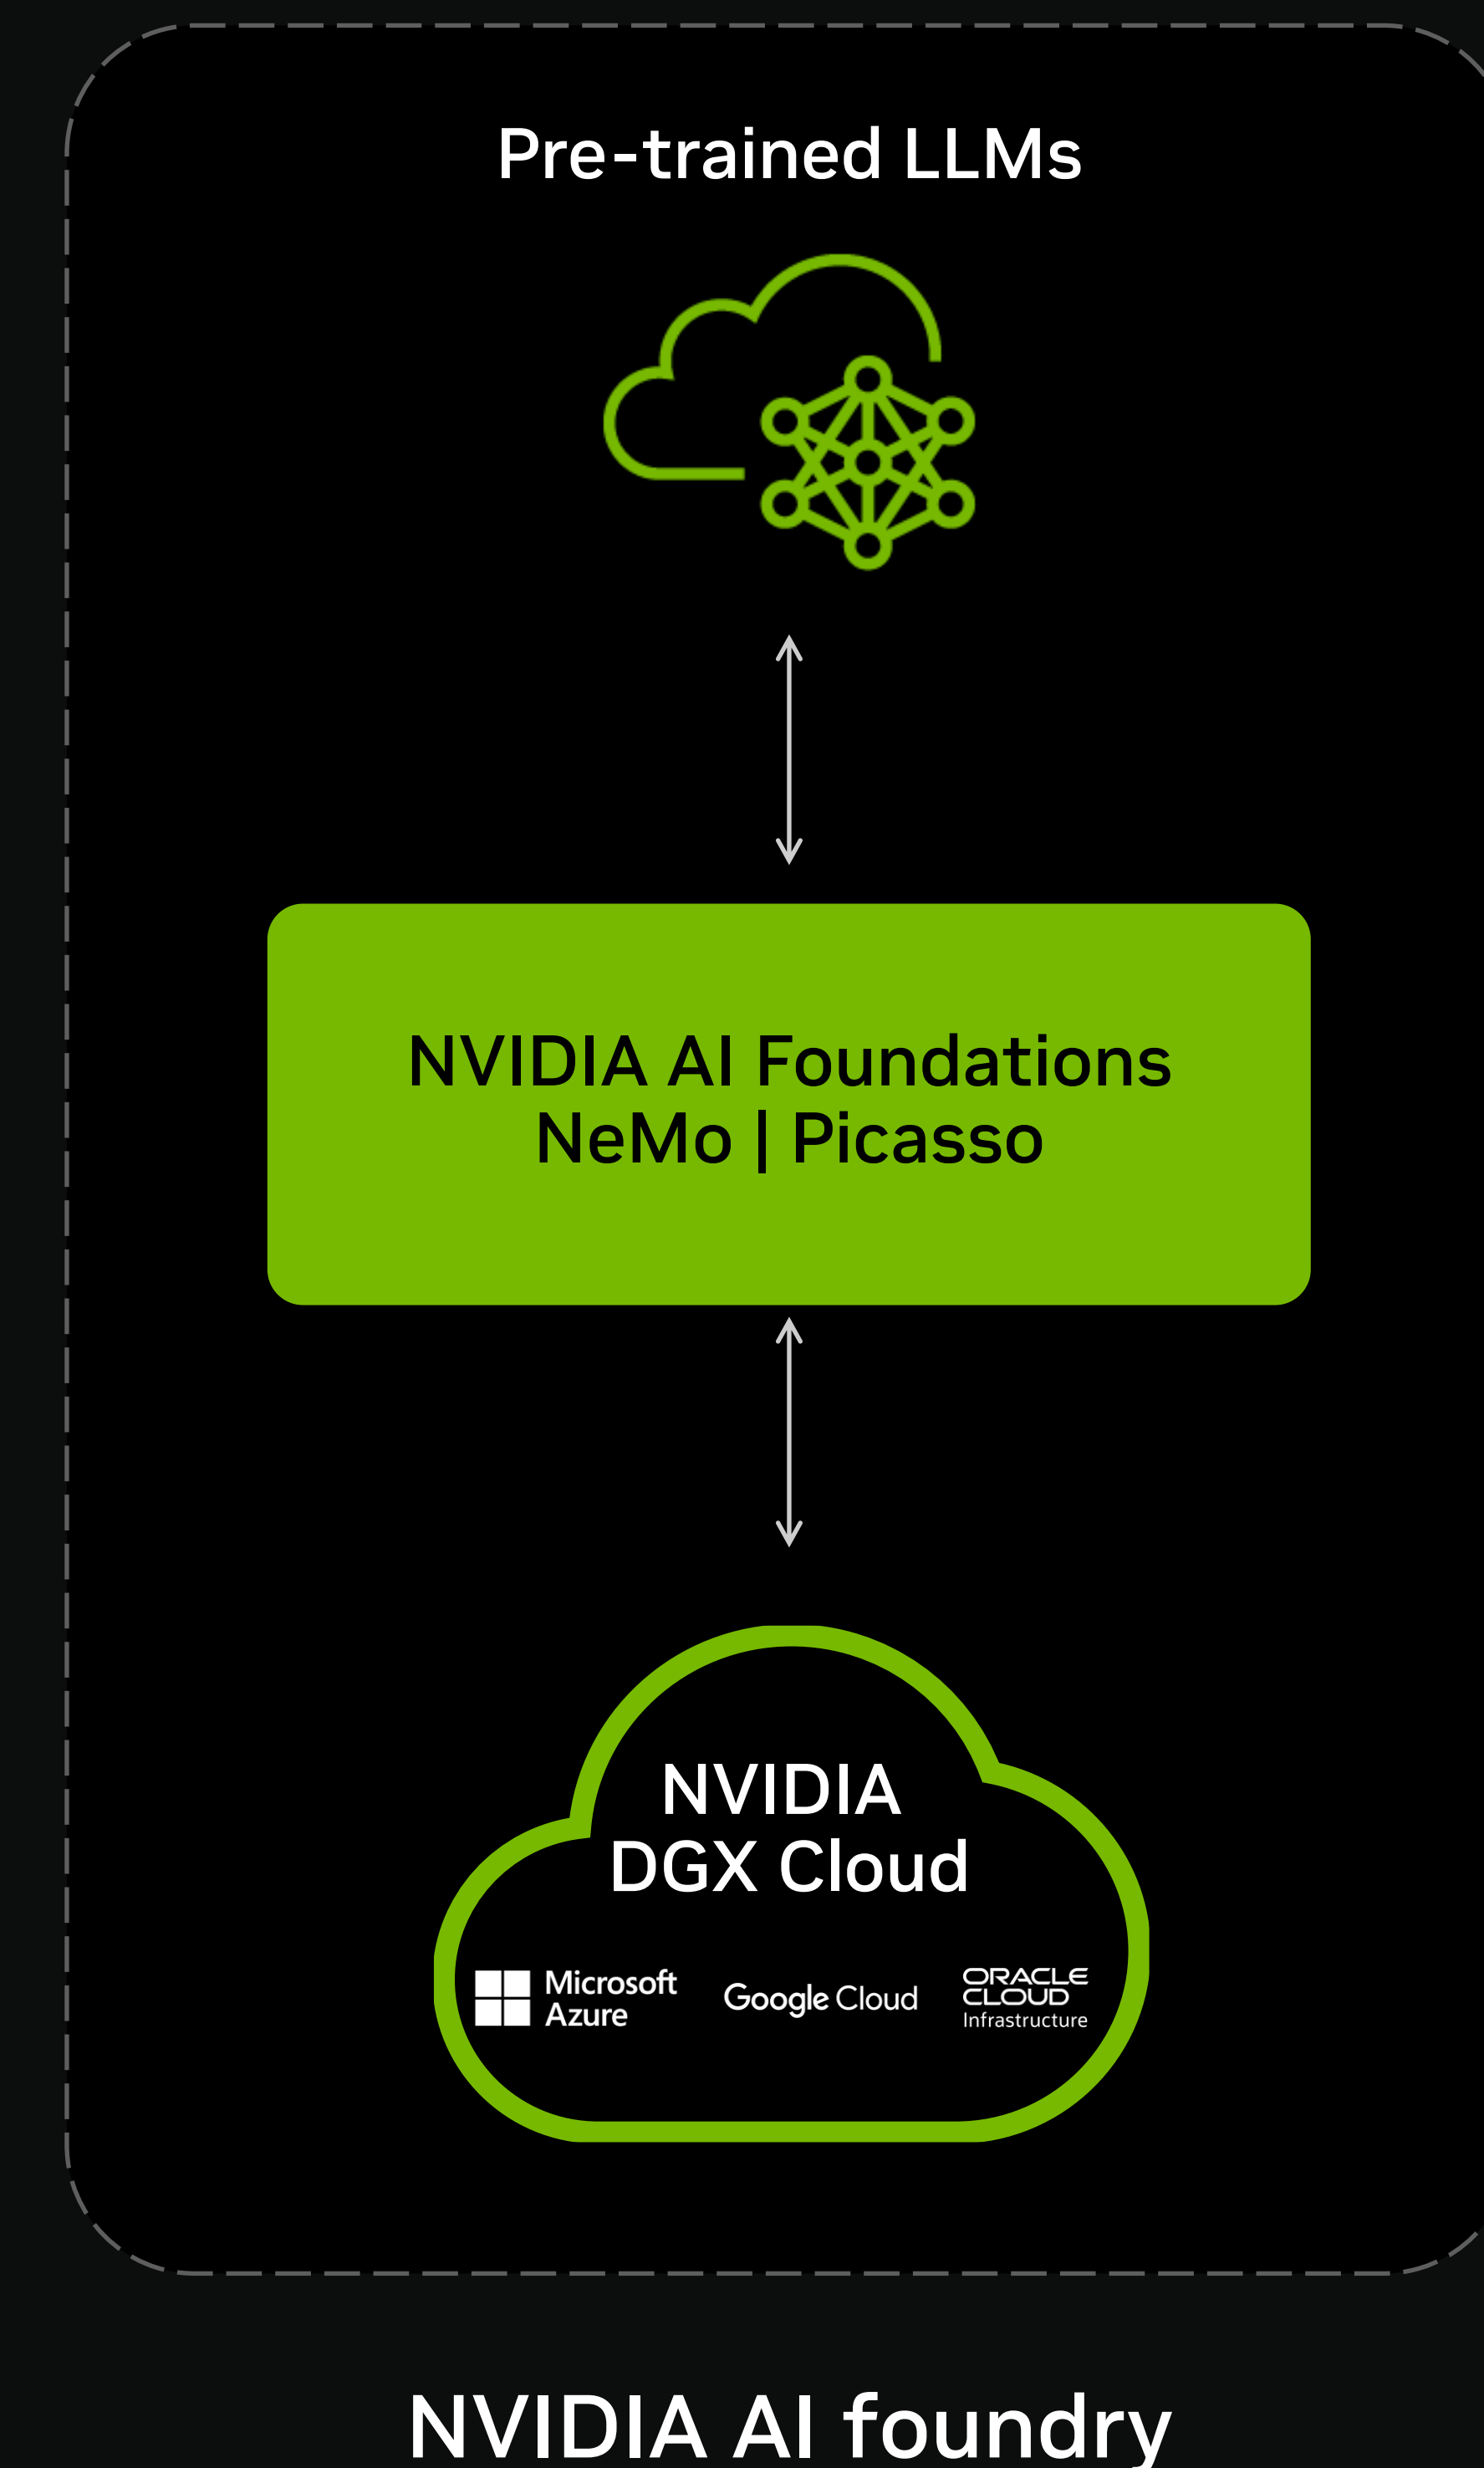 Pre-trained LLMs
NVIDIA AI Foundations
NeMo | Picasso
NVIDIA
DGX Cloud
Microsoft
Azure
Google Cloud
ORACLE
CLOUD
Infrastructure
NVIDIA AI foundry